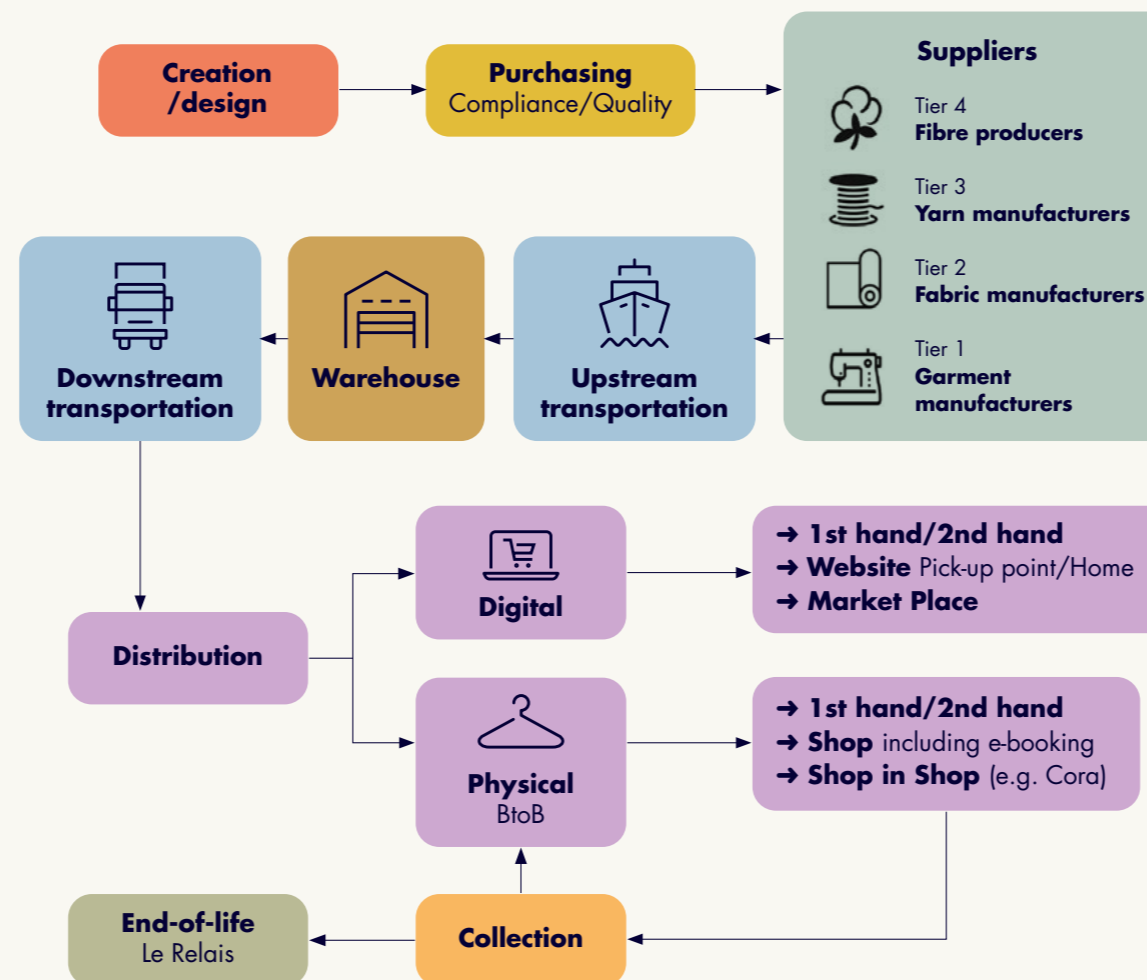 Creation
/design
Purchasing
Compliance/Quality
Suppliers
Tier 4
Fibre producers
Tier 3
Yarn manufacturers
Tier 2
Fabric manufacturers
Tier 1
Garment
manufacturers
Upstream
transportation
Warehouse
Downstream
transportation
Distribution
Digital
➜ 1st hand/2nd hand
➜ Website Pick-up point/Home
➜ Market Place
Physical
BtoB
➜ 1st hand/2nd hand
➜ Shop including e-booking
➜ Shop in Shop (e.g. Cora)
Collection
End-of-life
Le Relais